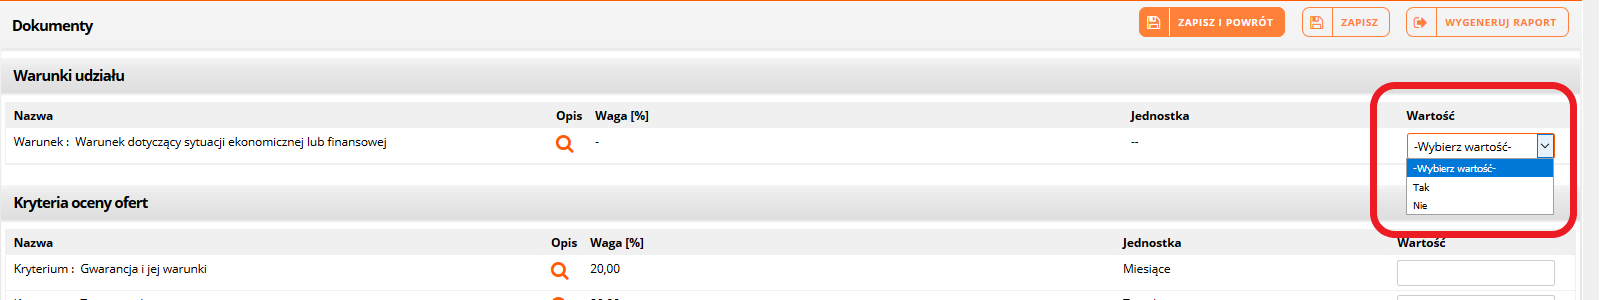 Dokumenty
ZAPISZ I POWRÓT
ZAPISZ
WYGENERUJ RAPORT
Warunki udziału
Nazwa Opis Waga [%] Jednostka Wartość
Warunek : Warunek dotyczący sytuacji ekonomicznej lub finansowej - -- -Wybierz wartość-
-Wybierz wartość-
Tak
Nie
Kryteria oceny ofert
Nazwa Opis Waga [%] Jednostka Wartość
Kryterium : Gwarancja i jej warunki 20,00 Miesiące